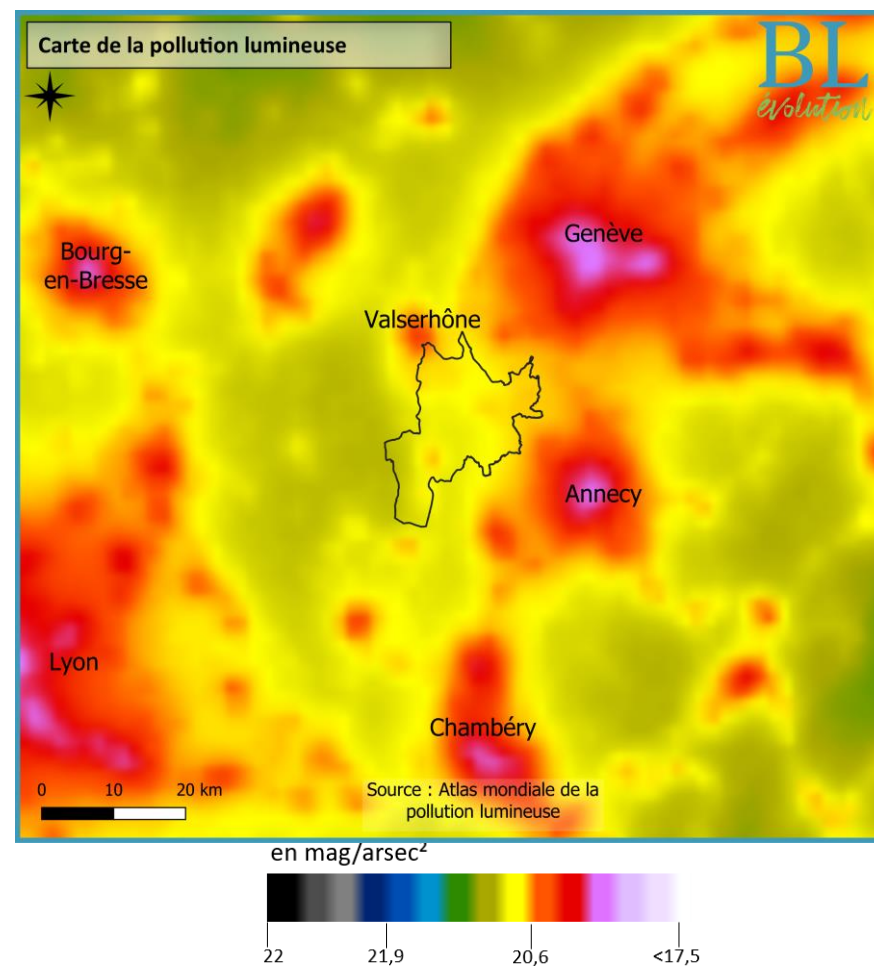 Carte de la pollution lumineuse
BL
évolution
Genève
Bourg-
en-Bresse
Valserhône
Annecy
Lyon
Chambéry
0 10 20 km
Source : Atlas mondiale de la
pollution lumineuse
en mag/arsec²
22 21,9 20,6 <17,5